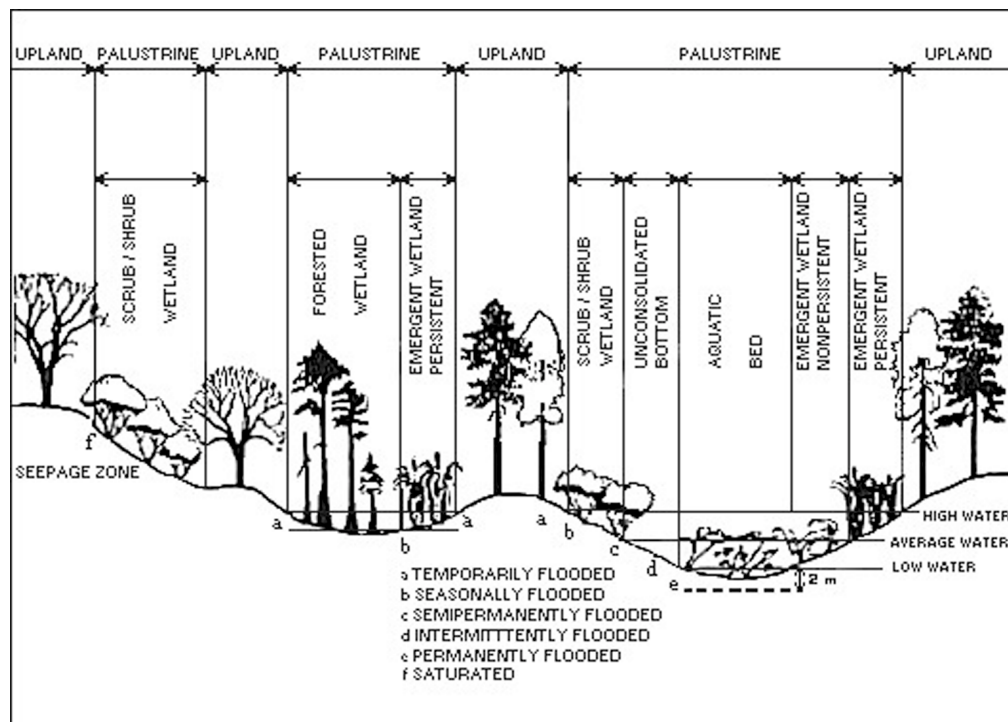 UPLAND PALUSTRINE UPLAND PALUSTRINE UPLAND PALUSTRINE UPLAND
SCRUB / SHRUB
WETLAND
FORESTED
WETLAND
EMERGENT WETLAND
PERSISTENT
SCRUB / SHRUB
WETLAND
UNCONSOLIDATED
BOTTOM
AQUATIC
BED
EMERGENT WETLAND
NONPERSISTENT
EMERGENT WETLAND
PERSISTENT
f
SEEPAGE ZONE
a
b
a
a
b
c
d
e
HIGH WATER
AVERAGE WATER
LOW WATER
2 m
a TEMPORARILY FLOODED
b SEASONALLY FLOODED
c SEMIPERMANENTLY FLOODED
d INTERMITTTENTLY FLOODED
e PERMANENTLY FLOODED
f SATURATED